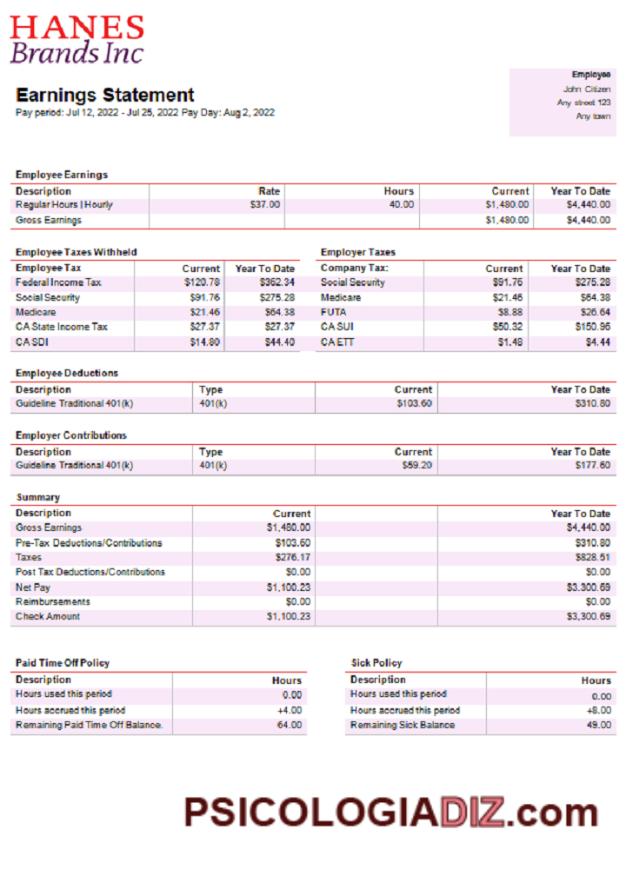 HANES
Brands Inc
Employee
John Citizen
Any street 123
Any town
Earnings Statement
Pay period: Jul 12, 2022 - Jul 25, 2022 Pay Day: Aug 2, 2022
Employee Earnings
Description Rate Hours Current Year To Date
Regular Hours | Hourly $37.00 40.00 $1,480.00 $4,440.00
Gross Earnings $1,480.00 $4,440.00
Employee Taxes Withheld
Employee Tax Current Year To Date
Federal Income Tax $120.78 $362.34
Social Security $91.76 $275.28
Medicare $21.46 $64.38
CA State Income Tax $27.37 $27.37
CA SDI $14.80 $44.40
Employer Taxes
Company Tax: Current Year To Date
Social Security $91.76 $275.28
Medicare $21.46 $64.38
FUTA $8.88 $26.64
CA SUI $50.32 $150.96
CA ETT $1.48 $4.44
Employee Deductions
Description Type Current Year To Date
Guideline Traditional 401(k) 401(k) $103.60 $310.80
Employer Contributions
Description Type Current Year To Date
Guideline Traditional 401(k) 401(k) $59.20 $177.60
Summary
Description Current Year To Date
Gross Earnings $1,480.00 $4,440.00
Pre-Tax Deductions/Contributions $103.60 $310.80
Taxes $276.17 $828.51
Post Tax Deductions/Contributions $0.00 $0.00
Net Pay $1,100.23 $3.300.69
Reimbursements $0.00 $0.00
Check Amount $1,100.23 $3,300.69
Paid Time Off Policy
Description Hours
Hours used this period 0.00
Hours accrued this period +4.00
Remaining Paid Time Off Balance. 64.00
Sick Policy
Description Hours
Hours used this period 0.00
Hours accrued this period +8.00
Remaining Sick Balance 49.00
PSICOLOGIADIZ.com